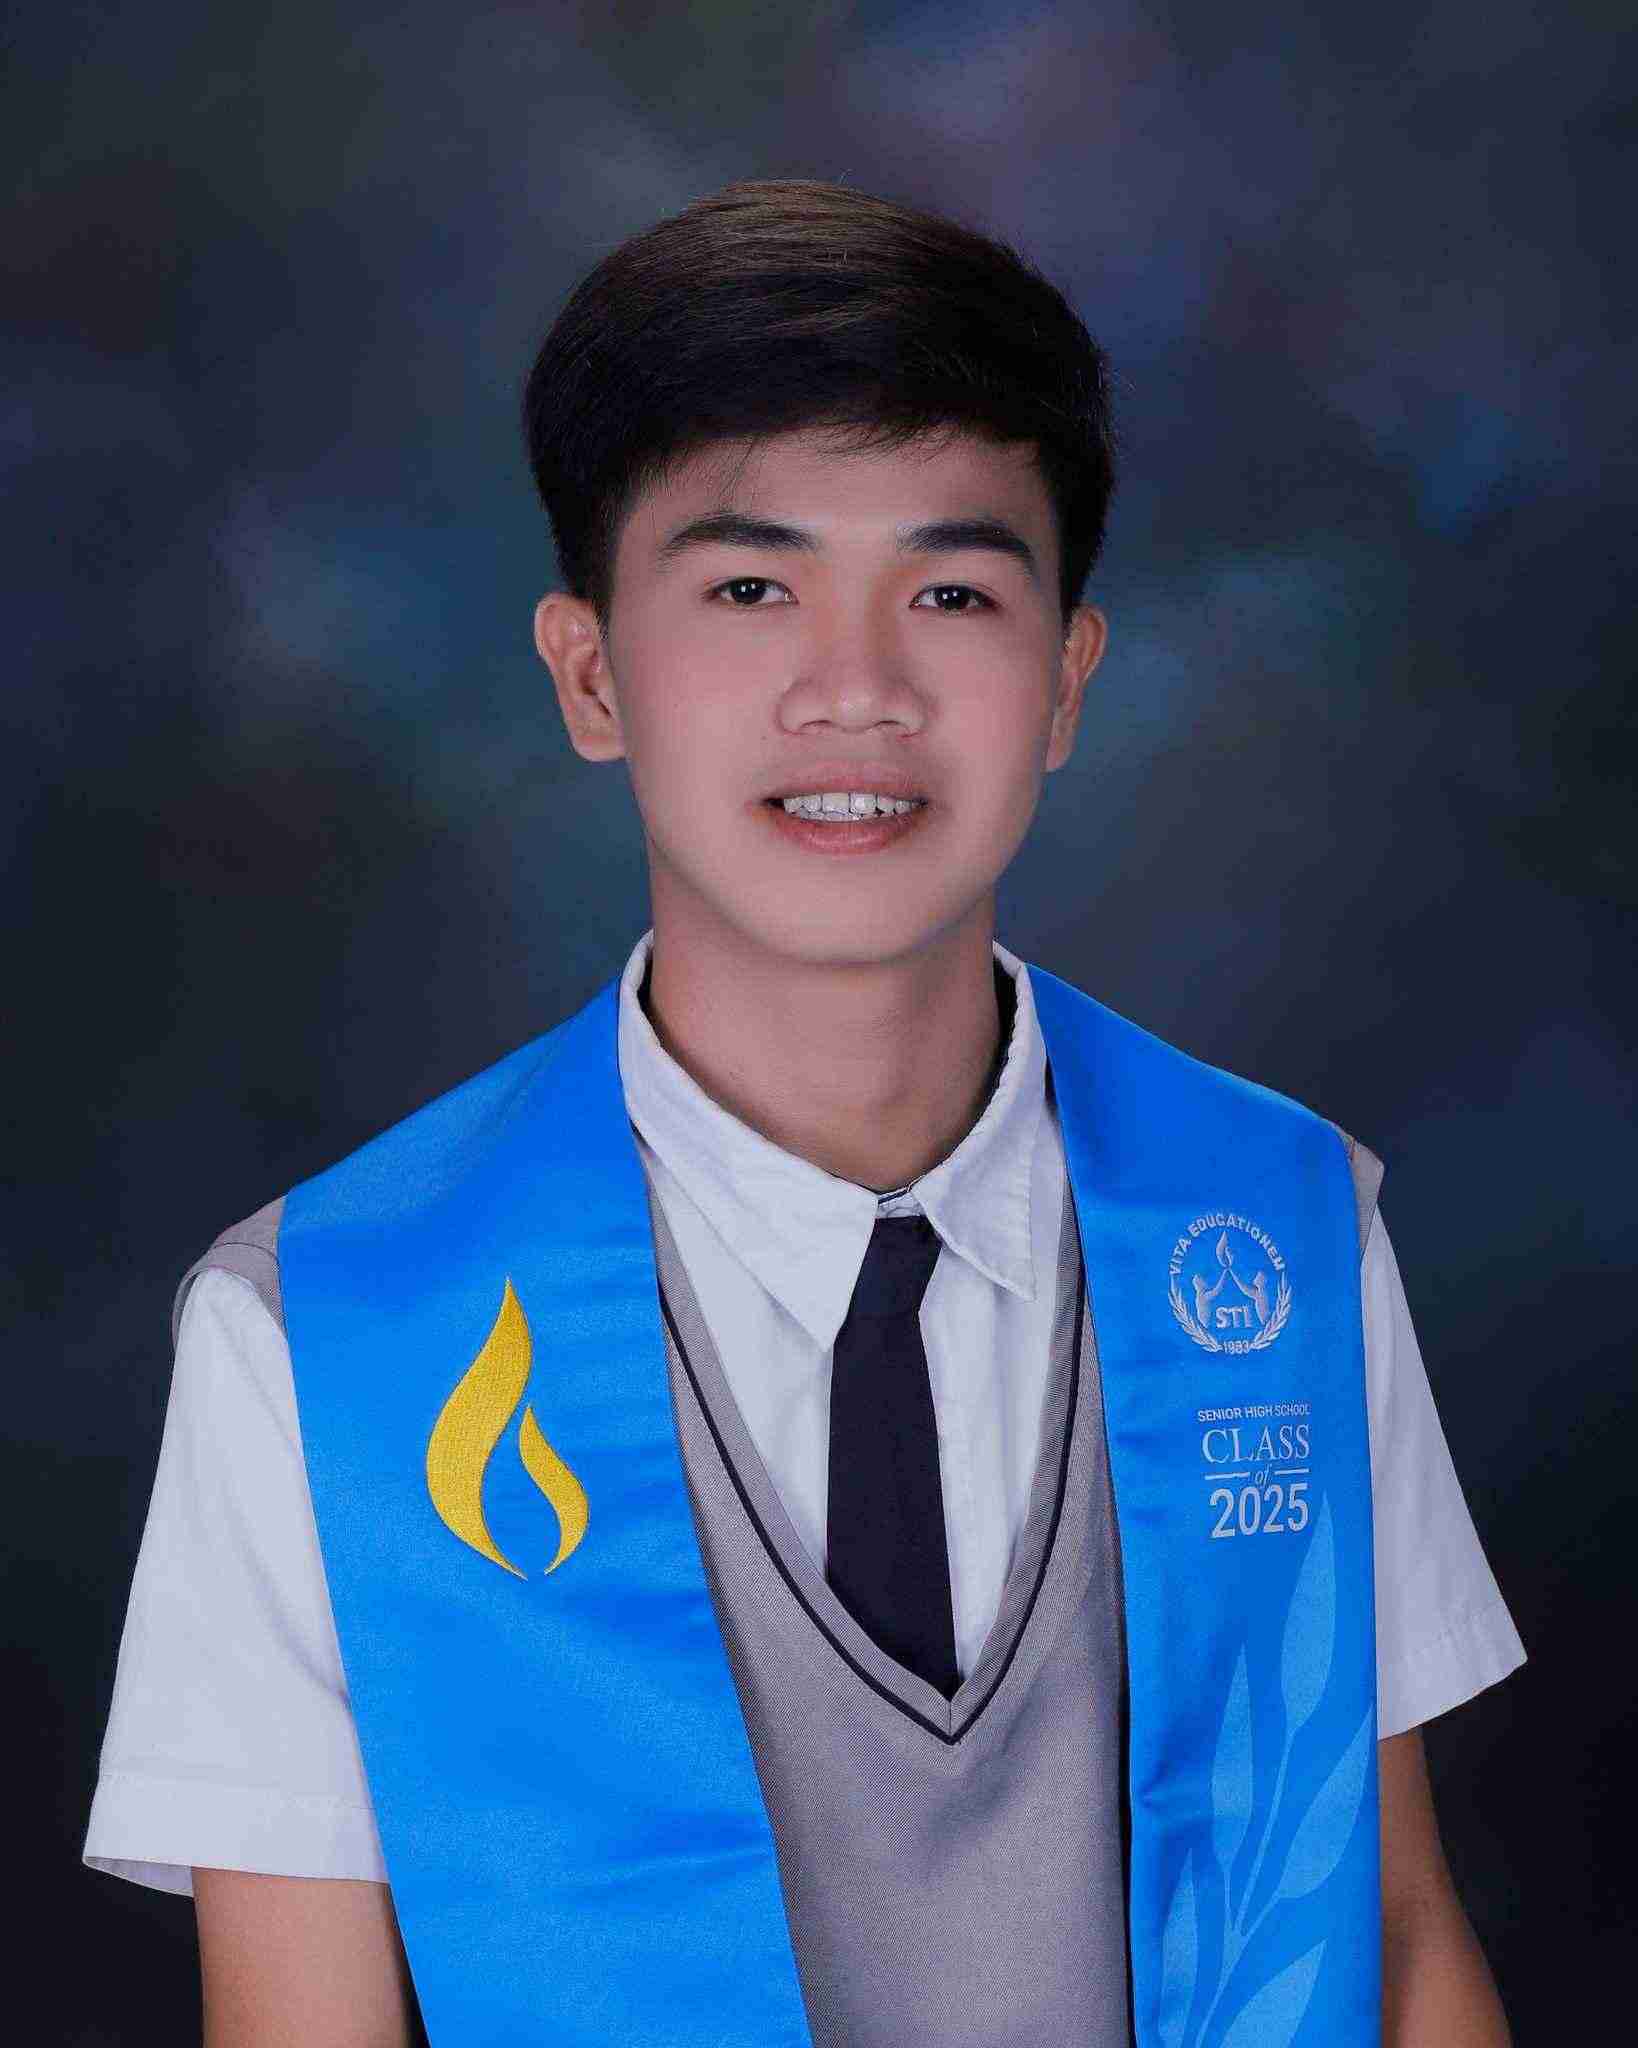 VITA EDUCATIONEM
STI
1983
SENIOR HIGH SCHOOL
CLASS
of
2025